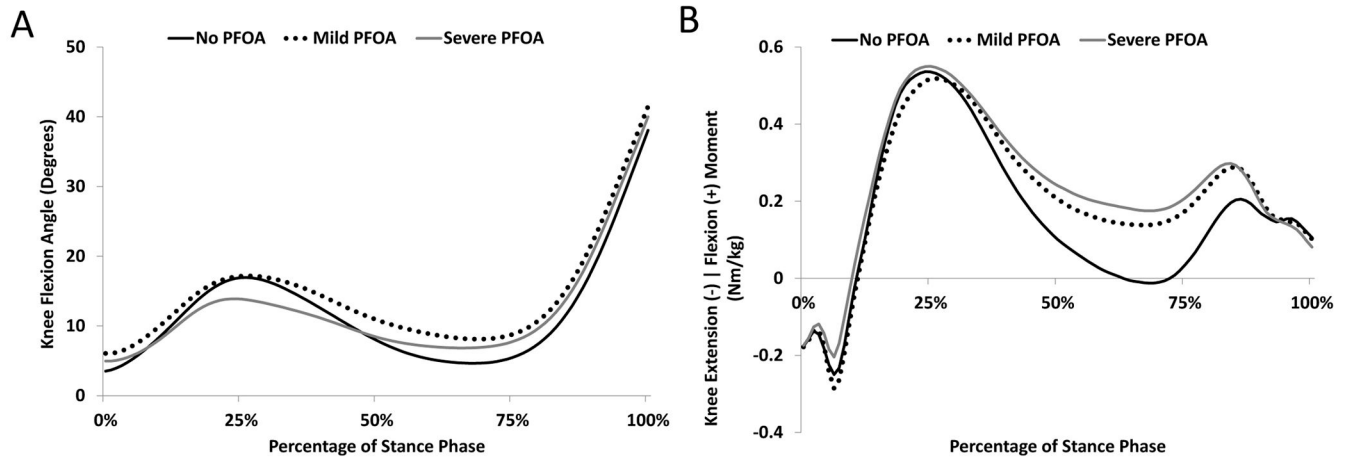 A
No PFOA
Mild PFOA
Severe PFOA
Knee Flexion Angle (Degrees)
50
40
30
20
10
0
0%
25%
50%
75%
100%
Percentage of Stance Phase
B
No PFOA
Mild PFOA
Severe PFOA
Knee Extension (-) | Flexion (+) Moment
(Nm/kg)
0.6
0.4
0.2
0
-0.2
-0.4
0%
25%
50%
75%
100%
Percentage of Stance Phase